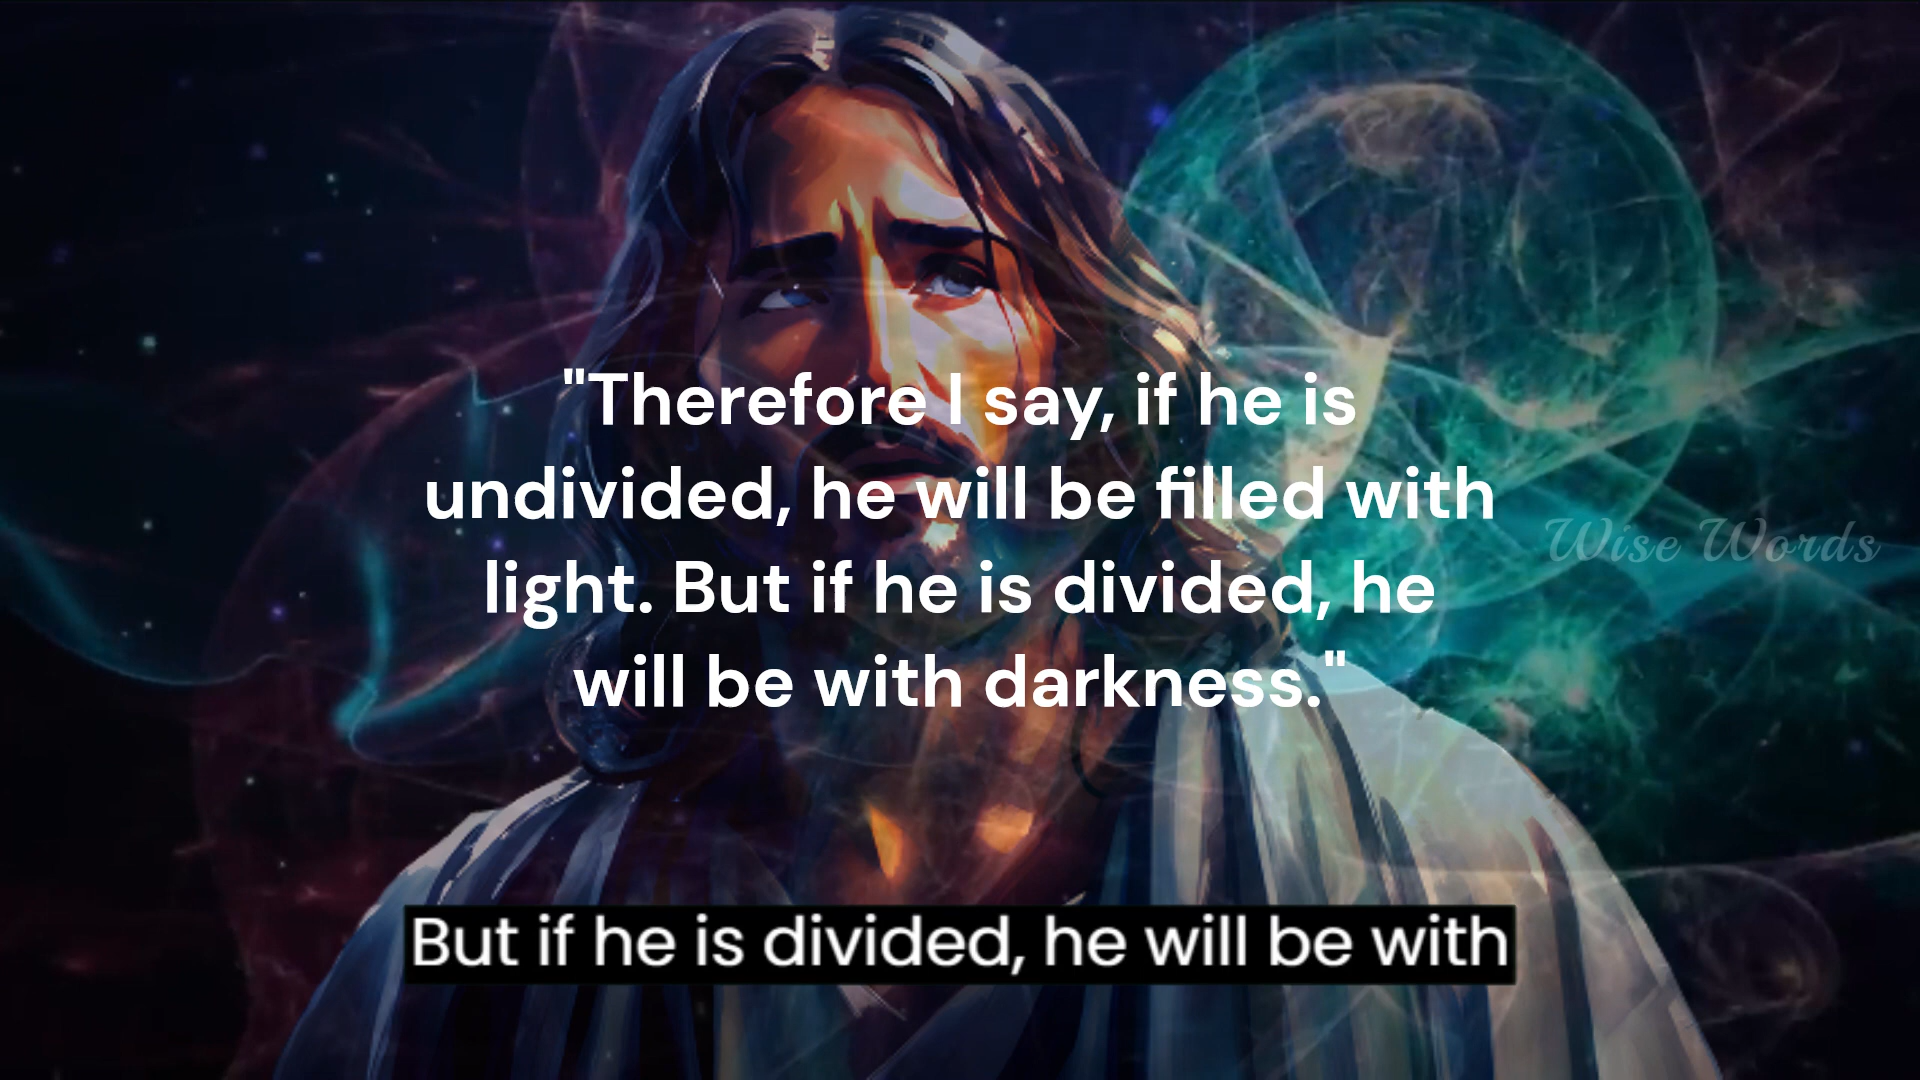 "Therefore I say, if he is
undivided, he will be filled with
light. But if he is divided, he
will be with darkness."
Wise Words
But if he is divided, he will be with